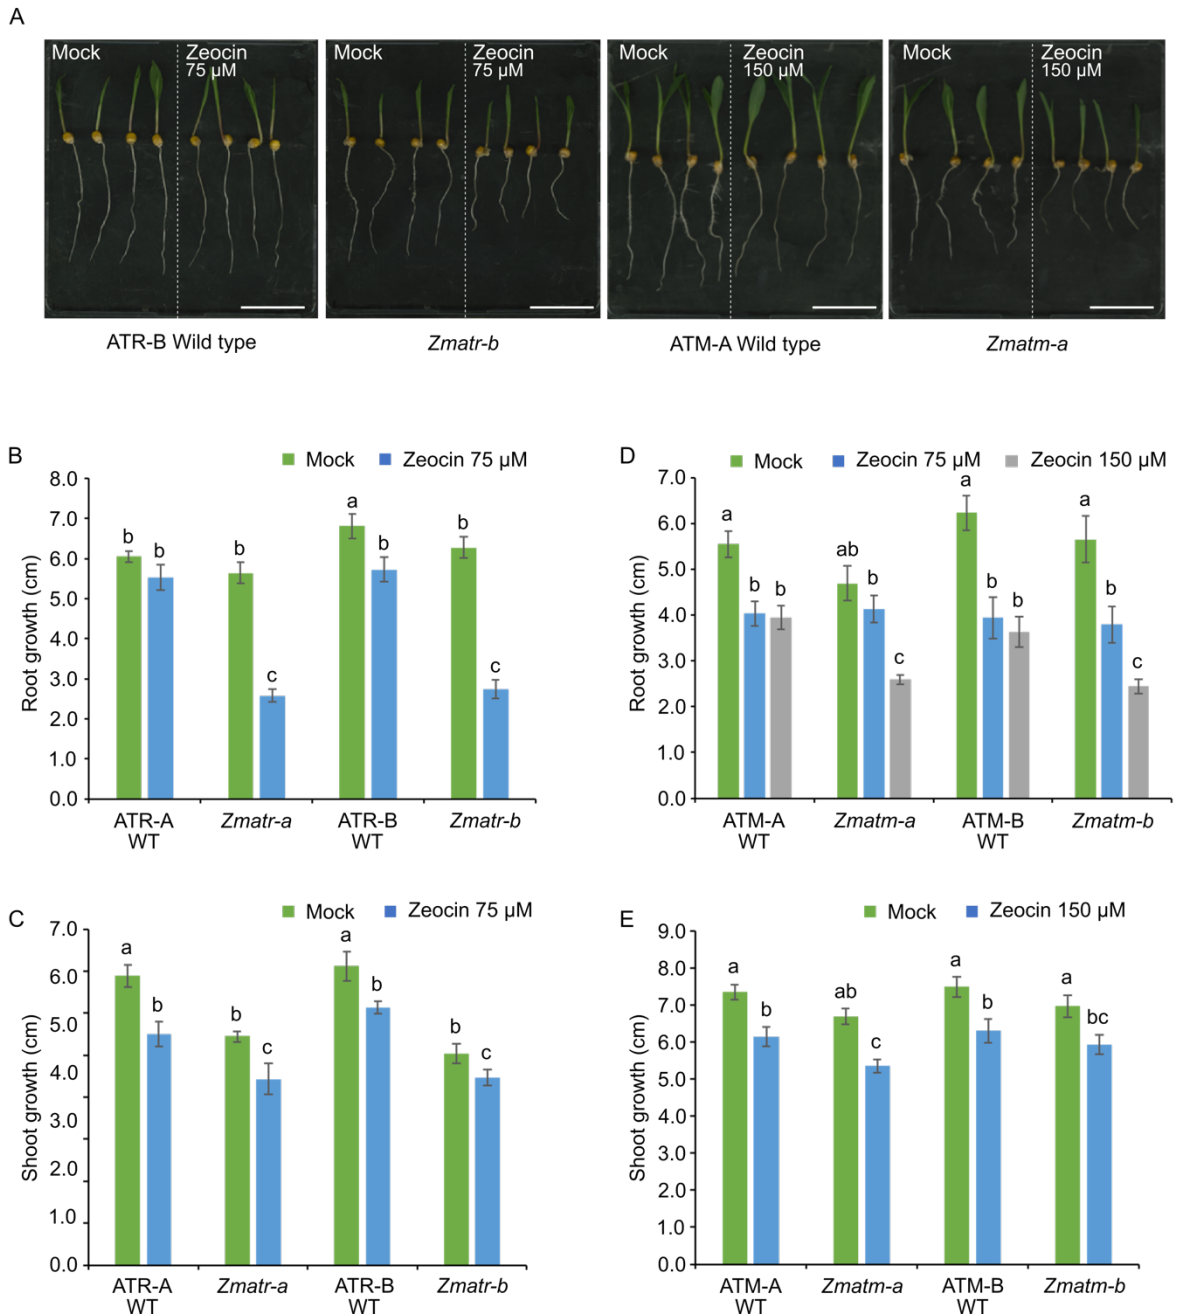 A
Mock
Zeocin
75 µM
Mock
Zeocin
75 µM
Mock
Zeocin
150 µM
Mock
Zeocin
150 µM
ATR-B Wild type
Zmatr-b
ATM-A Wild type
Zmatm-a
B
Mock
Zeocin 75 µM
8.0
7.0
6.0
5.0
4.0
3.0
2.0
1.0
0.0
Root growth (cm)
b
b
b
c
a
b
b
c
ATR-A
WT
Zmatr-a
ATR-B
WT
Zmatr-b
D
Mock
Zeocin 75 µM
Zeocin 150 µM
7.0
6.0
5.0
4.0
3.0
2.0
1.0
0.0
Root growth (cm)
a
b
b
ab
b
c
a
b
b
a
b
c
ATM-A
WT
Zmatm-a
ATM-B
WT
Zmatm-b
C
Mock
Zeocin 75 µM
7.0
6.0
5.0
4.0
3.0
2.0
1.0
0.0
Shoot growth (cm)
a
b
b
c
a
b
b
c
ATR-A
WT
Zmatr-a
ATR-B
WT
Zmatr-b
E
Mock
Zeocin 150 µM
9.0
8.0
7.0
6.0
5.0
4.0
3.0
2.0
1.0
0.0
Shoot growth (cm)
a
b
ab
c
a
b
a
bc
ATM-A
WT
Zmatm-a
ATM-B
WT
Zmatm-b